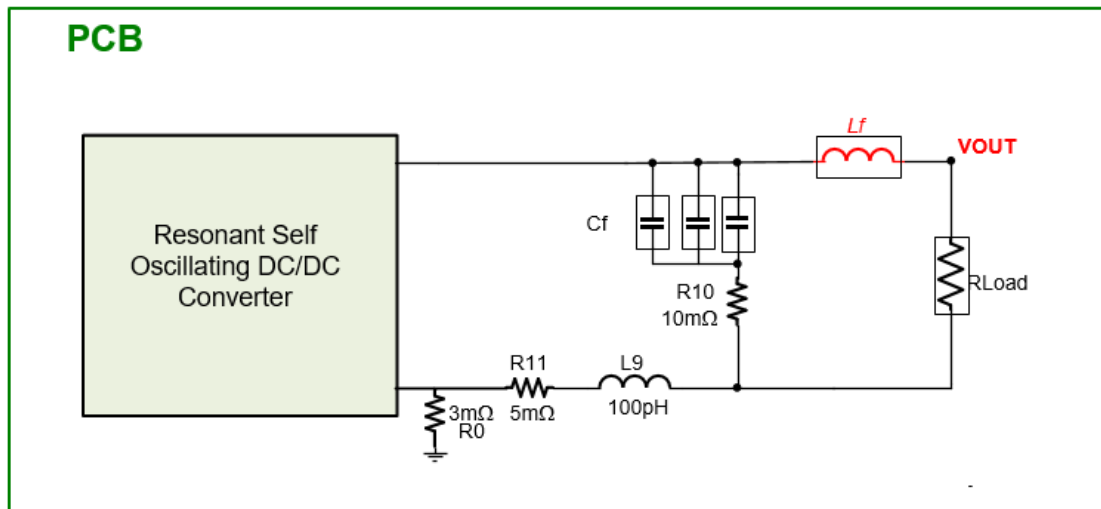 PCB
Lf
VOUT
Resonant Self
Oscillating DC/DC
Converter
Cf
R10
10mΩ
RLoad
R11
L9
3mΩ
5mΩ
100pH
R0
-